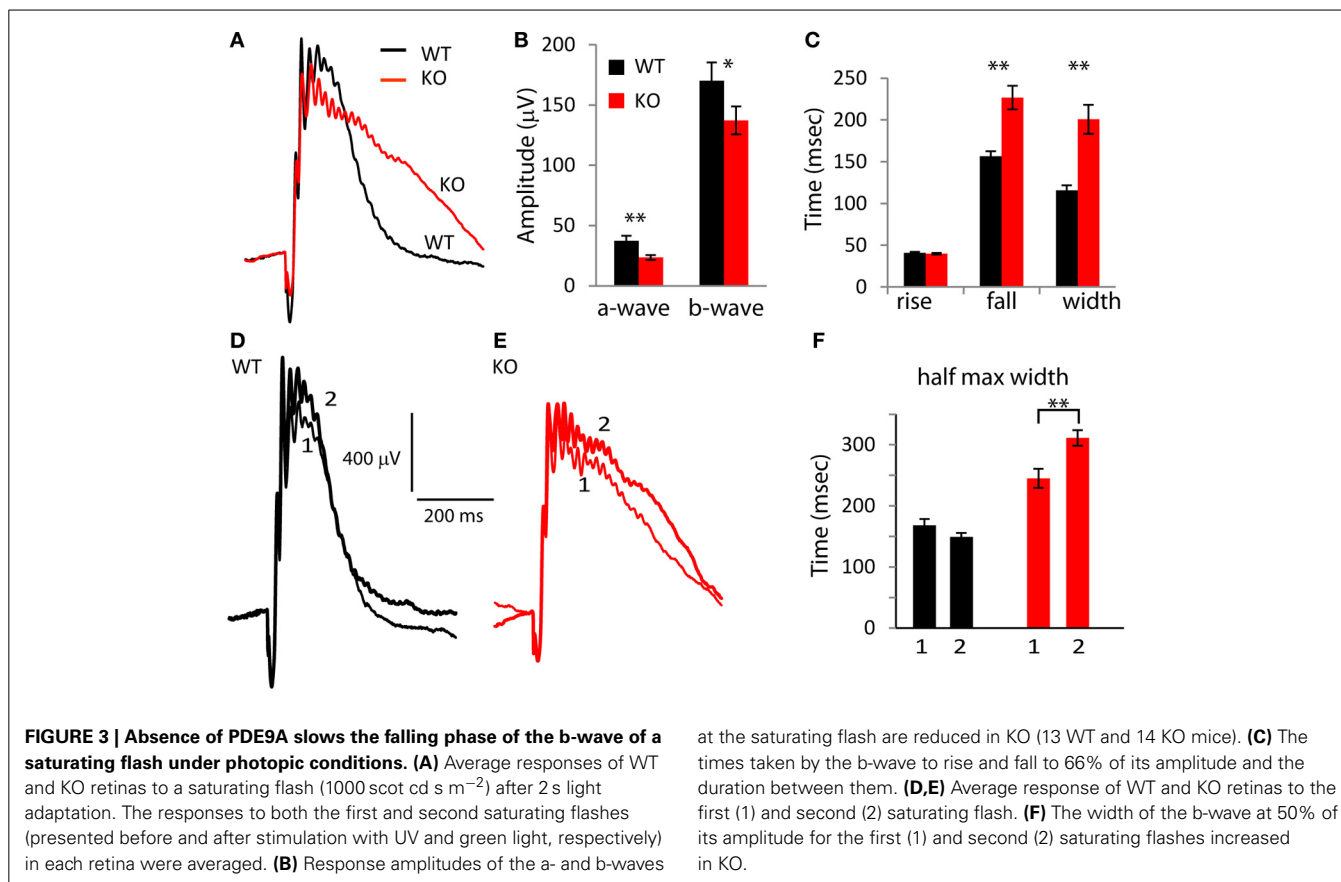 A
WT
KO
KO
WT
B
200
150
100
50
0
Amplitude (μV)
WT
KO
*
**
a-wave
b-wave
C
250
200
150
100
50
0
Time (msec)
**
**
rise
fall
width
D
WT
2
1
400 μV
200 ms
E
KO
2
1
F
half max width
**
300
200
100
0
Time (msec)
1
2
1
2
FIGURE 3 | Absence of PDE9A slows the falling phase of the b-wave of a
saturating flash under photopic conditions. (A) Average responses of WT
and KO retinas to a saturating flash (1000 scot cd s m−2) after 2 s light
adaptation. The responses to both the first and second saturating flashes
(presented before and after stimulation with UV and green light, respectively)
in each retina were averaged. (B) Response amplitudes of the a- and b-waves
at the saturating flash are reduced in KO (13 WT and 14 KO mice). (C) The
times taken by the b-wave to rise and fall to 66% of its amplitude and the
duration between them. (D,E) Average response of WT and KO retinas to the
first (1) and second (2) saturating flash. (F) The width of the b-wave at 50% of
its amplitude for the first (1) and second (2) saturating flashes increased
in KO.